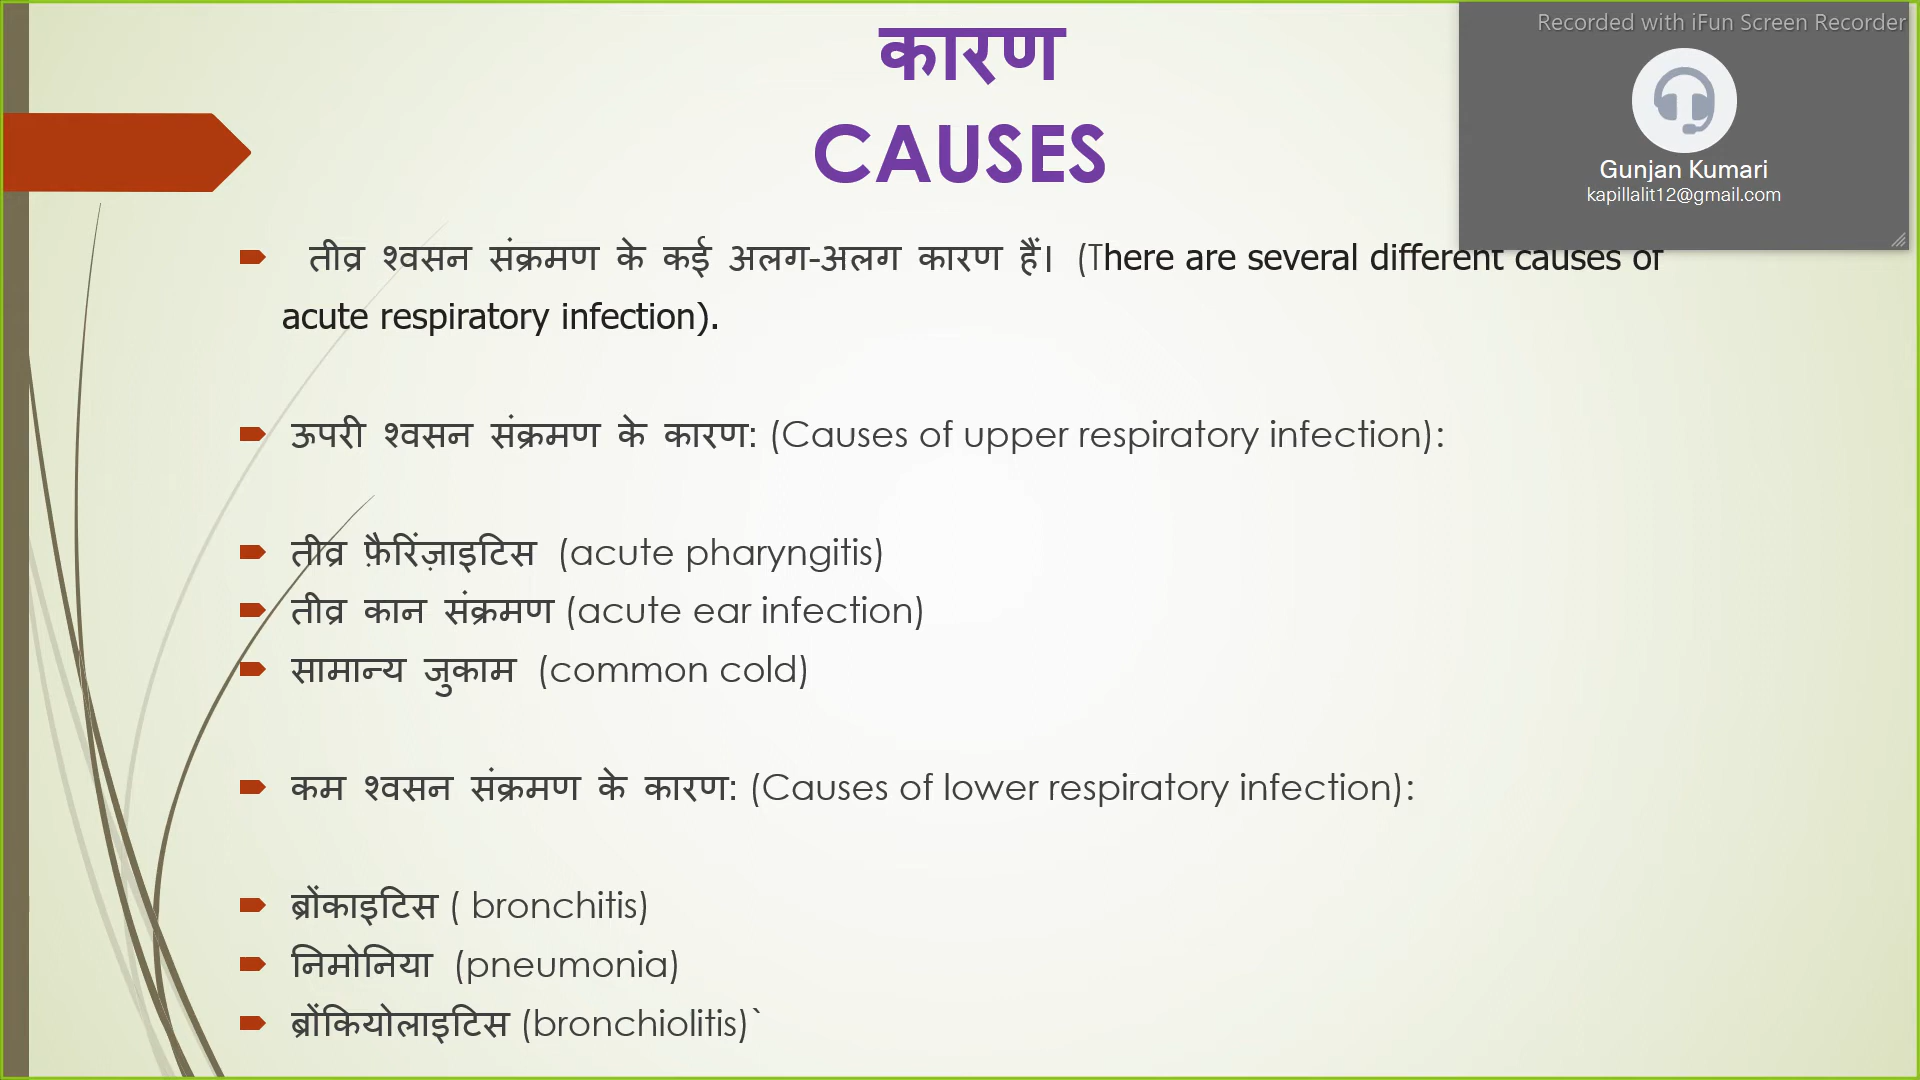 कारण
CAUSES
Recorded with iFun Screen Recorder
Gunjan Kumari
kapillalit12@gmail.com
तीव्र श्वसन संक्रमण के कई अलग-अलग कारण हैं। (There are several different causes of
acute respiratory infection).
ऊपरी श्वसन संक्रमण के कारण: (Causes of upper respiratory infection):
तीव्र फ़ैरिंज़ाइटिस (acute pharyngitis)
तीव्र कान संक्रमण (acute ear infection)
सामान्य जुकाम (common cold)
कम श्वसन संक्रमण के कारण: (Causes of lower respiratory infection):
ब्रोंकाइटिस ( bronchitis)
निमोनिया (pneumonia)
ब्रोंकियोलाइटिस (bronchiolitis)`